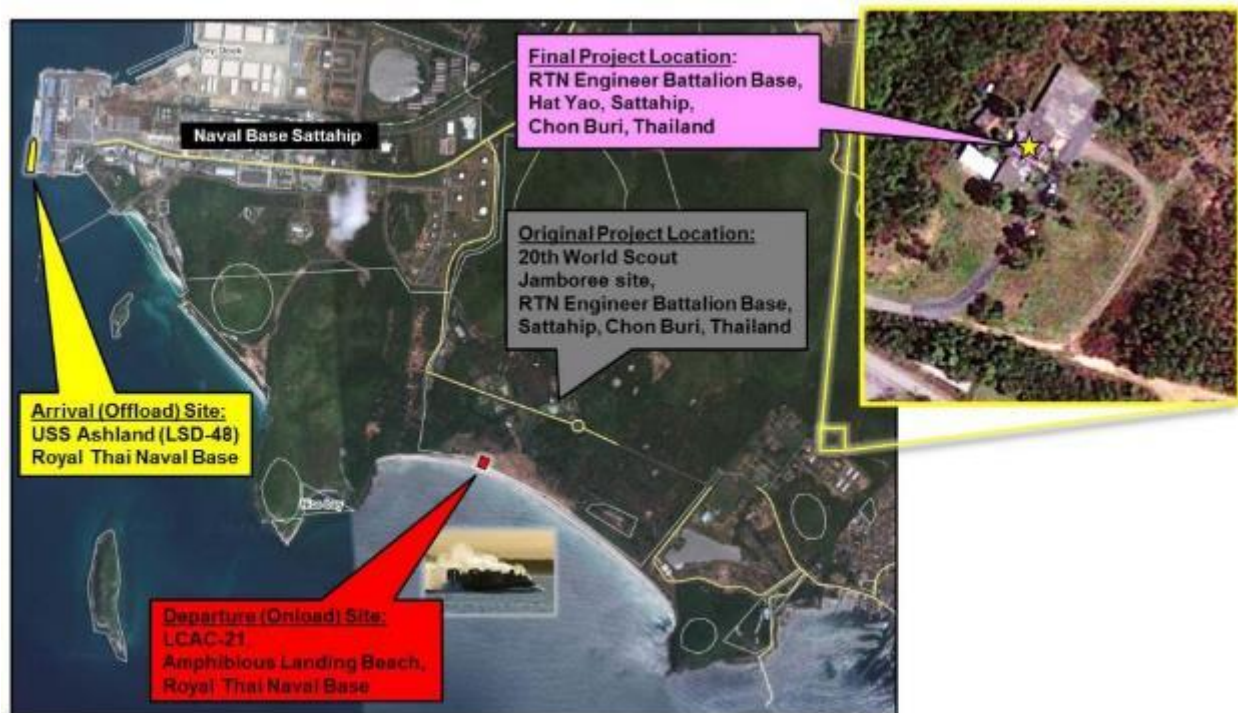 Dry Dock
Naval Base Sattahip
Final Project Location:
RTN Engineer Battalion Base,
Hat Yao, Sattahip,
Chon Buri, Thailand
Original Project Location:
20th World Scout
Jamboree site,
RTN Engineer Battalion Base,
Sattahip, Chon Buri, Thailand
Arrival (Offload) Site:
USS Ashland (LSD-48)
Royal Thai Naval Base
Departure (Onload) Site:
LCAC-21
Amphibious Landing Beach,
Royal Thai Naval Base